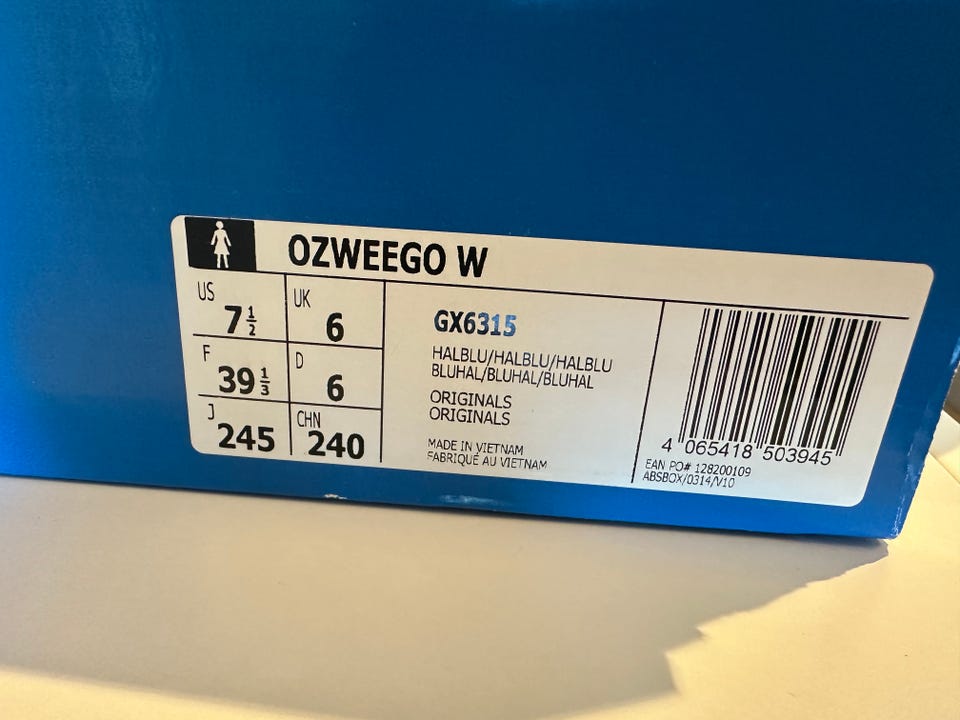 OZWEEGO W
US 7 1/2 UK 6
F 39 1/3 D 6
J 245 CHN 240
GX6315
HALBLU/HALBLU/HALBLU
BLUHAL/BLUHAL/BLUHAL
ORIGINALS
ORIGINALS
MADE IN VIETNAM
FABRIQUÉ AU VIETNAM
4 065418 503945
EAN PO# 128200109
ABSBOX/0314/V10